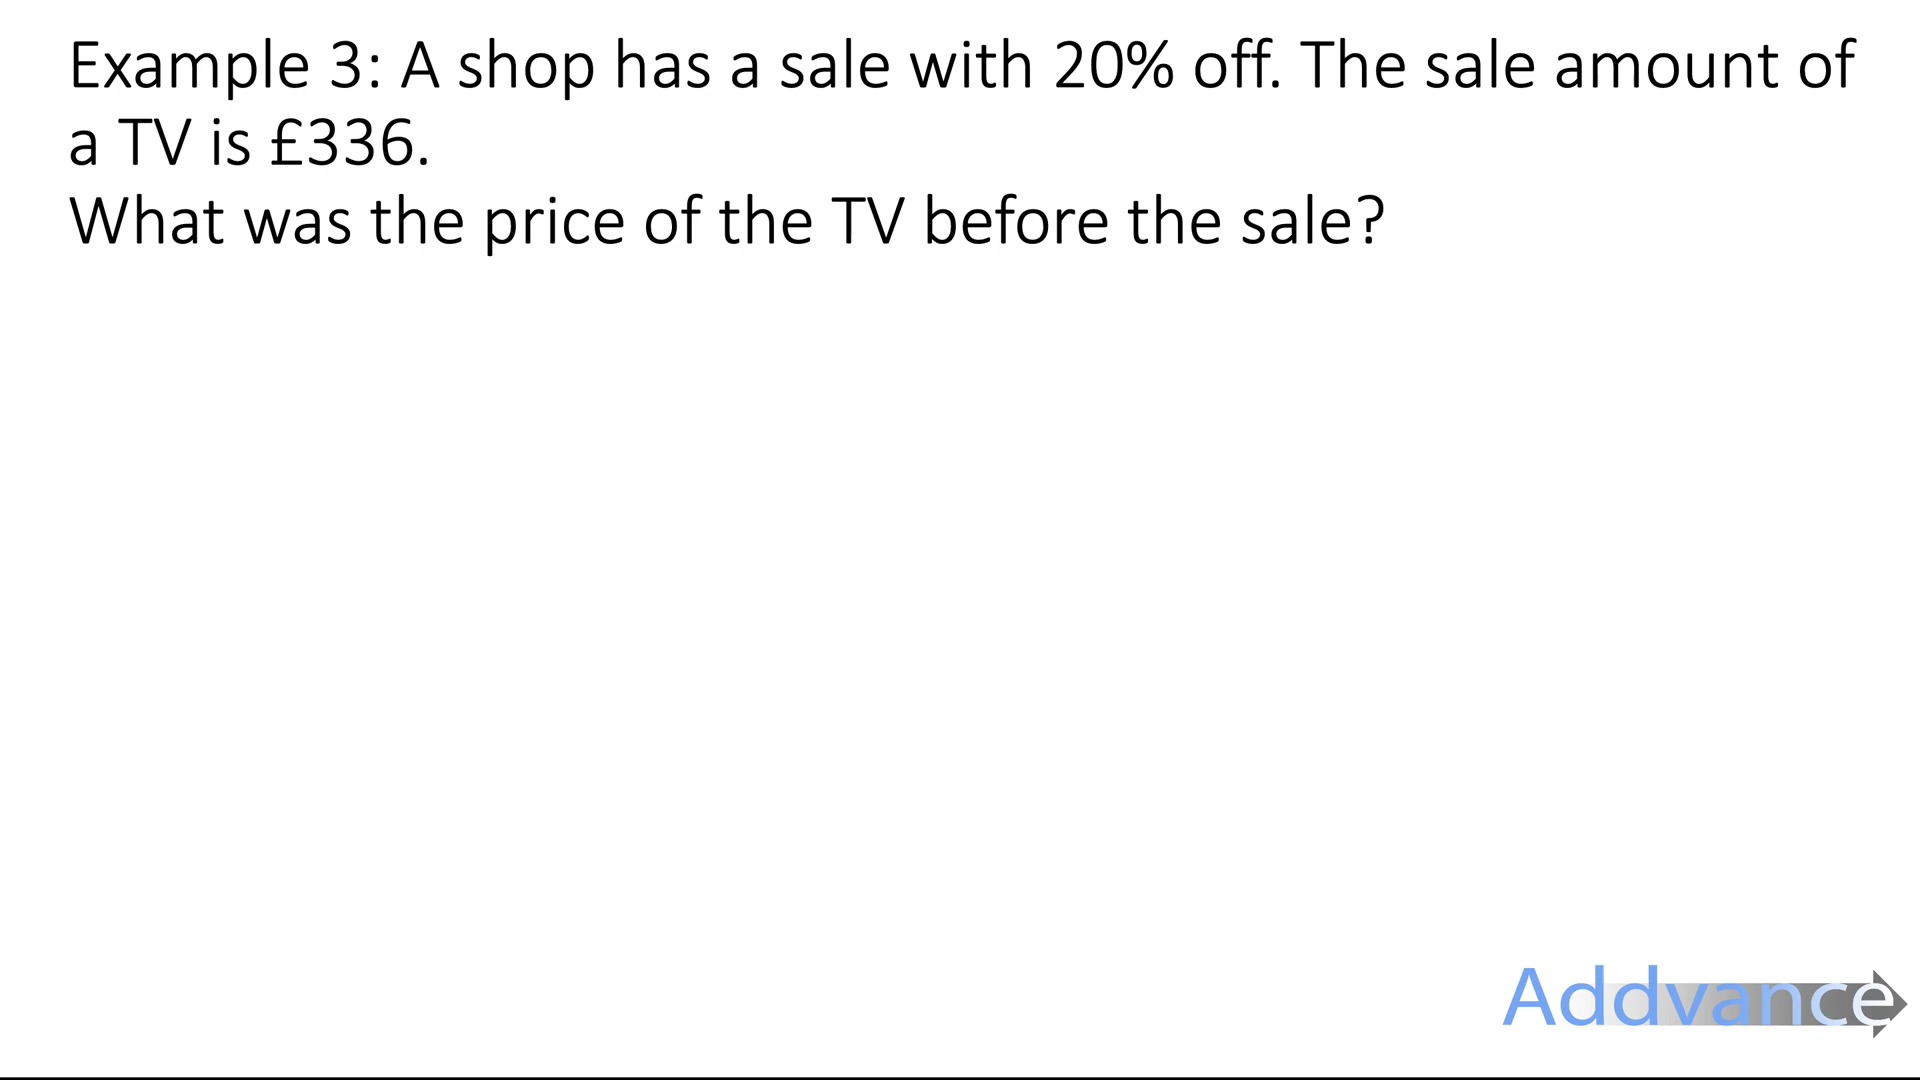 Example 3: A shop has a sale with 20% off. The sale amount of
a TV is £336.
What was the price of the TV before the sale?
Addvance